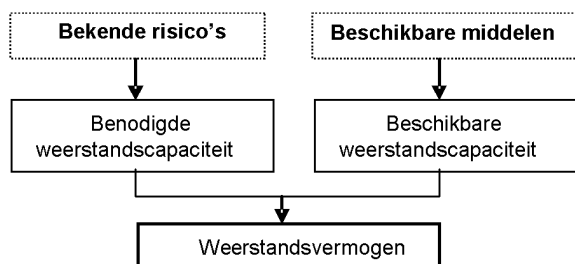 Bekende risico's
Beschikbare middelen
Benodigde
weerstandscapaciteit
Beschikbare
weerstandscapaciteit
Weerstandsvermogen